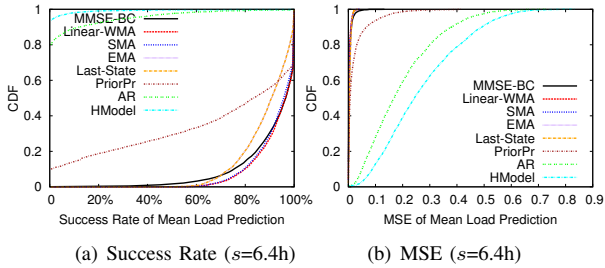 CDF
1
0.8
0.6
0.4
0.2
0
MMSE-BC
Linear-WMA
SMA
EMA
Last-State
PriorPr
AR
HModel
0 20% 40% 60% 80% 100%
Success Rate of Mean Load Prediction
(a) Success Rate (s=6.4h)
CDF
1
0.8
0.6
0.4
0.2
0
MMSE-BC
Linear-WMA
SMA
EMA
Last-State
PriorPr
AR
HModel
0 0.1 0.2 0.3 0.4 0.5 0.6 0.7 0.8 0.9
MSE of Mean Load Prediction
(b) MSE (s=6.4h)